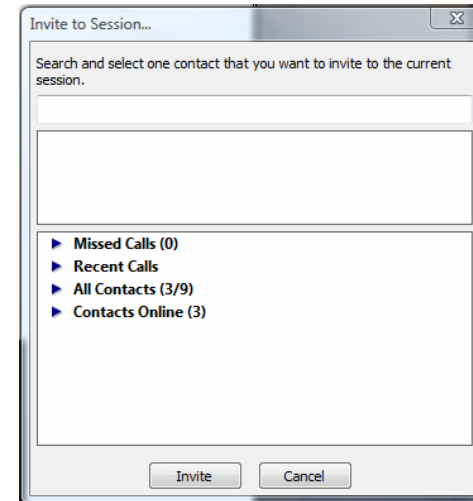 Invite to Session...
Search and select one contact that you want to invite to the current
session.
Missed Calls (0)
Recent Calls
All Contacts (3/9)
Contacts Online (3)
Invite Cancel